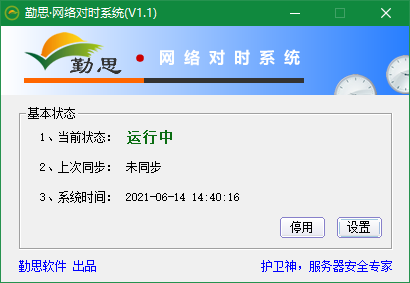 勤思·网络对时系统(V1.1)
勤思 • 网络对时系统
基本状态
1、当前状态: 运行中
2、上次同步: 未同步
3、系统时间: 2021-06-14 14:40:16
停用 设置
勤思软件 出品 护卫神，服务器安全专家